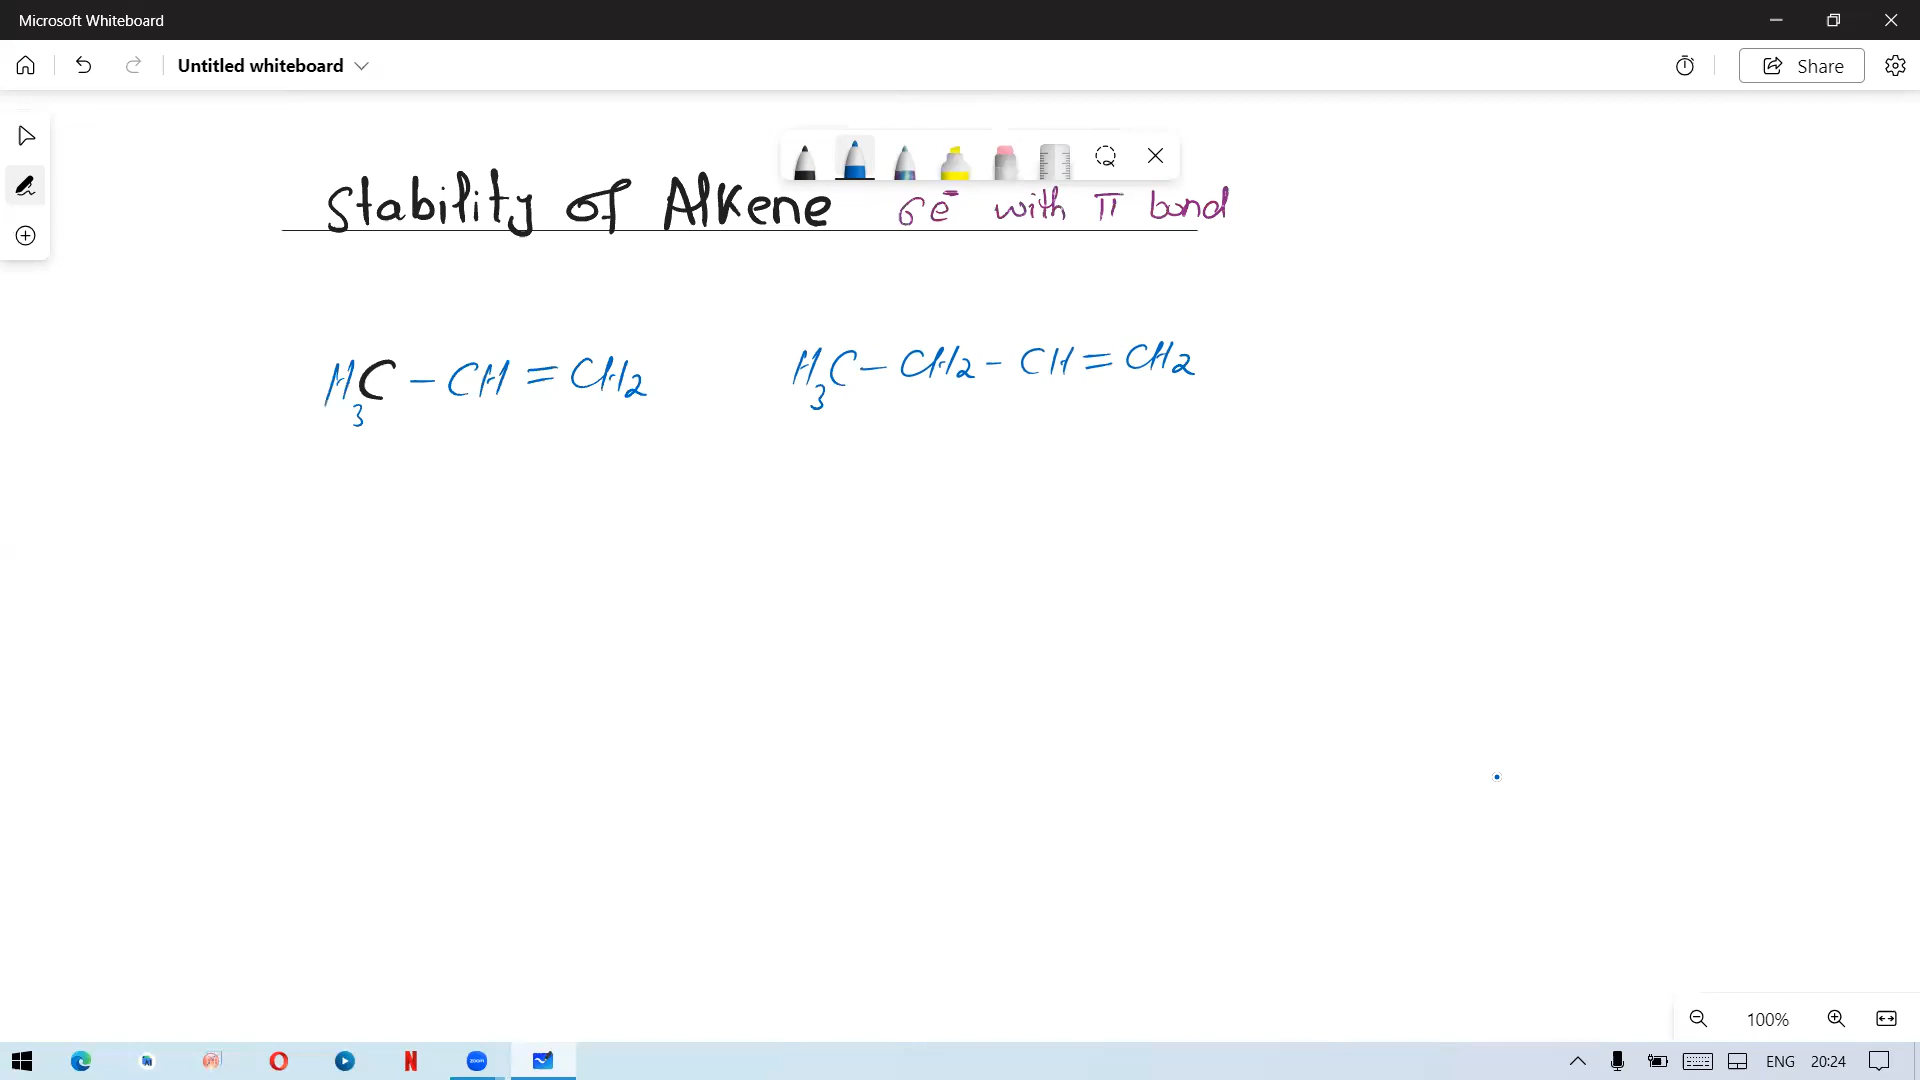 Microsoft Whiteboard
Untitled whiteboard
Share
Stability of Alkene σe⁻ with π bond
H₃C – CH = CH₂
H₃C – CH₂ – CH = CH₂
100%
zoom
ENG 20:24